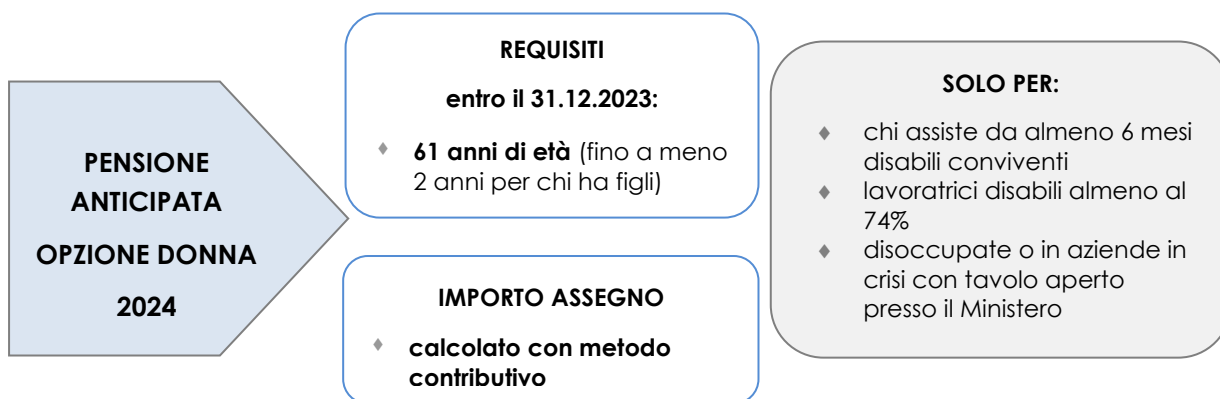 PENSIONE
ANTICIPATA
OPZIONE DONNA
2024
REQUISITI
entro il 31.12.2023:
61 anni di età (fino a meno
2 anni per chi ha figli)
IMPORTO ASSEGNO
calcolato con metodo
contributivo
SOLO PER:
chi assiste da almeno 6 mesi
disabili conviventi
lavoratrici disabili almeno al
74%
disoccupate o in aziende in
crisi con tavolo aperto
presso il Ministero